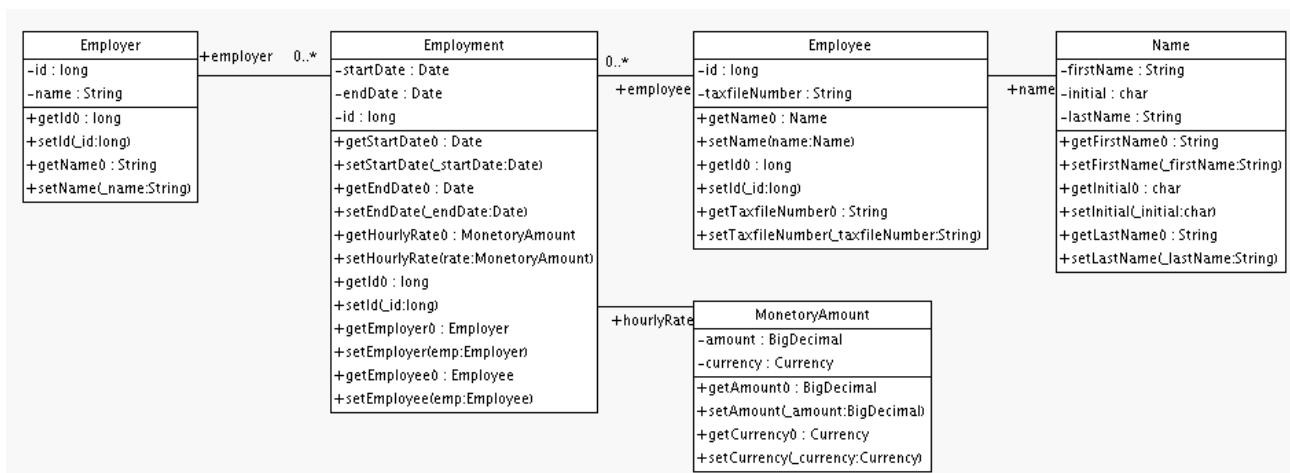 Employer
-id : long
-name : String
+getId() : long
+setId(_id:long)
+getName() : String
+setName(_name:String)
+employer
0..*
Employment
-startDate : Date
-endDate : Date
-id : long
+getStartDate() : Date
+setStartDate(_startDate:Date)
+getEndDate() : Date
+setEndDate(_endDate:Date)
+getHourlyRate() : MonetoryAmount
+setHourlyRate(rate:MonetoryAmount)
+getId() : long
+setId(_id:long)
+getEmployer() : Employer
+setEmployer(emp:Employer)
+getEmployee() : Employee
+setEmployee(emp:Employee)
0..*
+employee
Employee
-id : long
-taxfileNumber : String
+getName() : Name
+setName(name:Name)
+getId() : long
+setId(_id:long)
+getTaxfileNumber() : String
+setTaxfileNumber(_taxfileNumber:String)
+name
Name
-firstName : String
-initial : char
-lastName : String
+getFirstName() : String
+setFirstName(_firstName:String)
+getInitial() : char
+setInitial(_initial:char)
+getLastName() : String
+setLastName(_lastName:String)
+hourlyRate
MonetoryAmount
-amount : BigDecimal
-currency : Currency
+getAmount() : BigDecimal
+setAmount(_amount:BigDecimal)
+getCurrency() : Currency
+setCurrency(_currency:Currency)